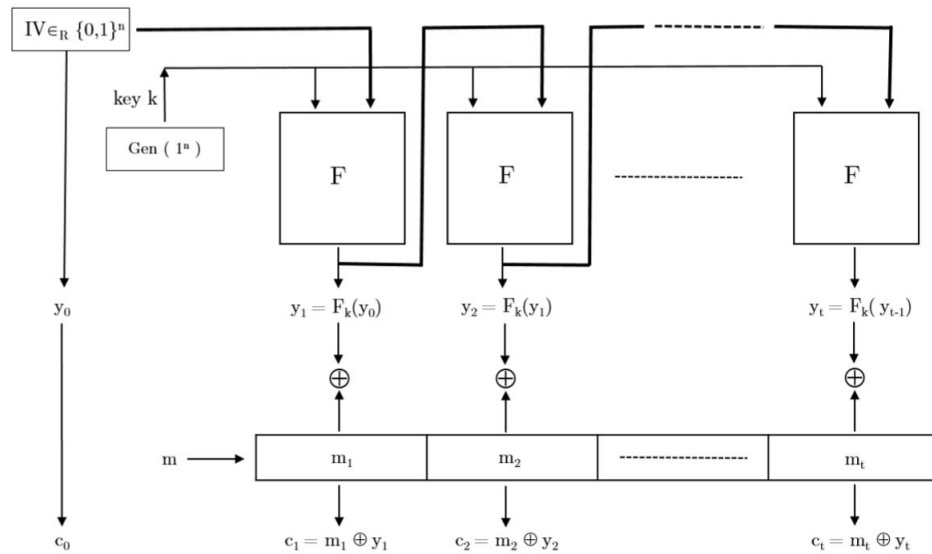 IV∈R {0,1}ⁿ
key k
Gen ( 1ⁿ )
F F F
y₀ y₁ = Fₖ(y₀) y₂ = Fₖ(y₁) yₜ = Fₖ( yₜ₋₁)
⊕ ⊕ ⊕
m m₁ m₂ mₜ
c₀ c₁ = m₁ ⊕ y₁ c₂ = m₂ ⊕ y₂ cₜ = mₜ ⊕ yₜ